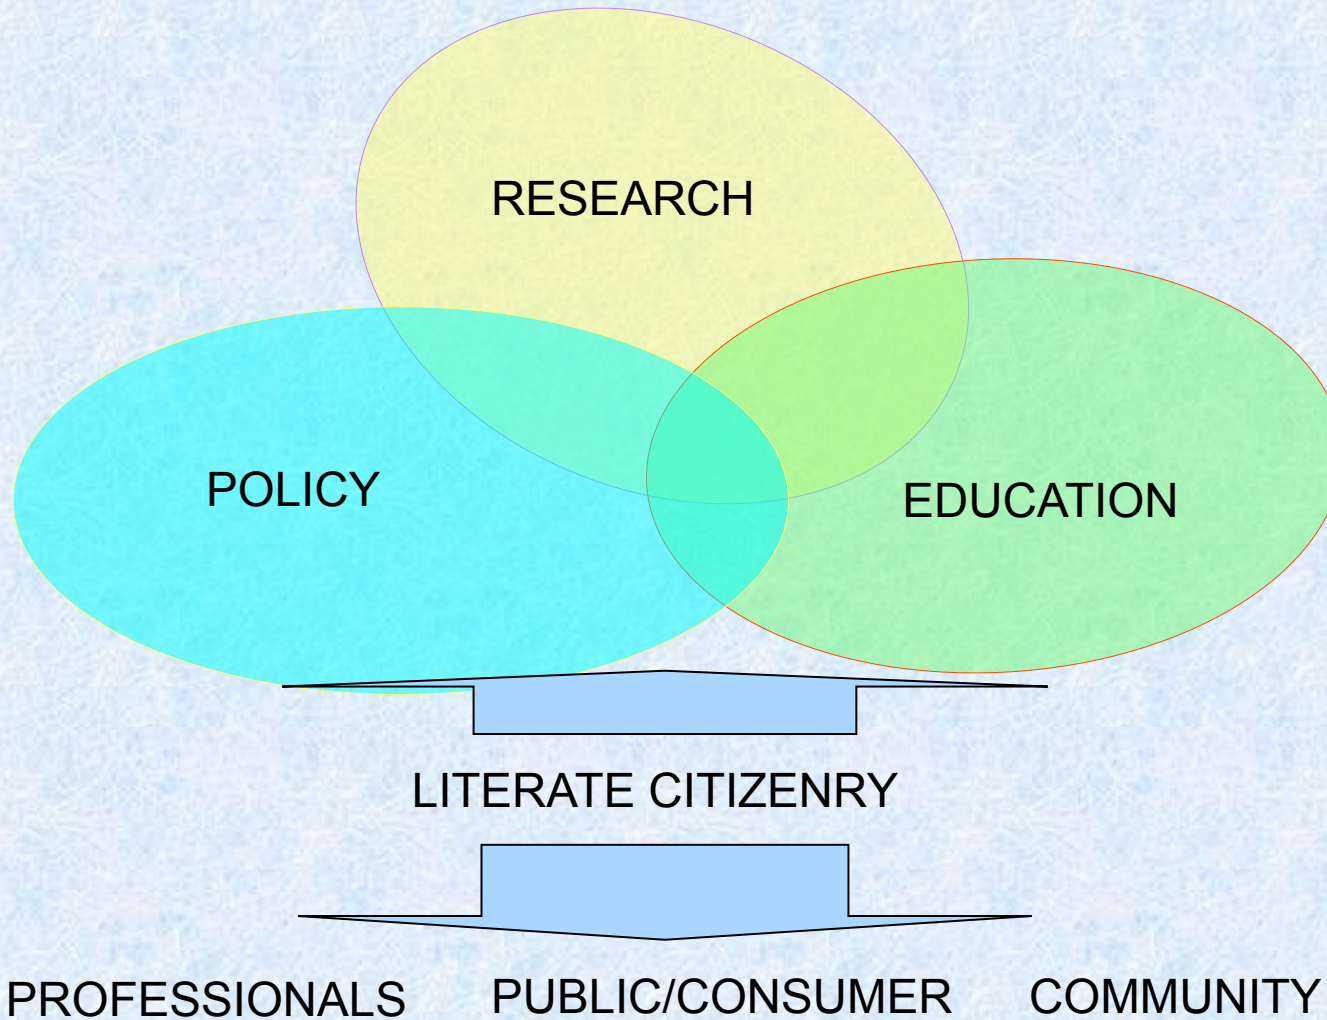 RESEARCH
POLICY
EDUCATION
LITERATE CITIZENRY
PROFESSIONALS PUBLIC/CONSUMER COMMUNITY